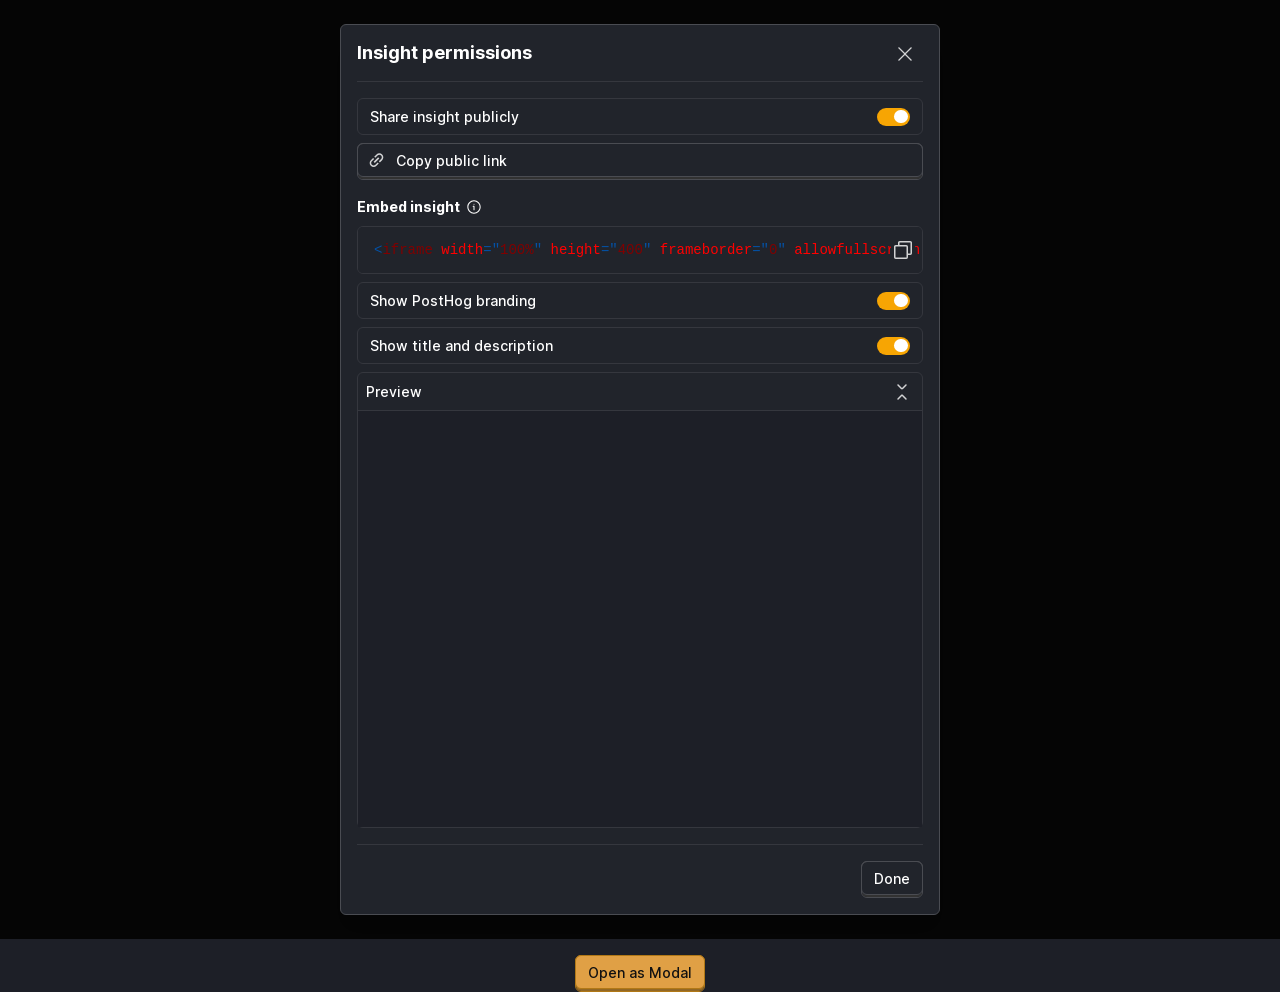 Insight permissions
Share insight publicly
Copy public link
Embed insight
<iframe width="100%" height="400" frameborder="0" allowfullscr
Show PostHog branding
Show title and description
Preview
Done
Open as Modal